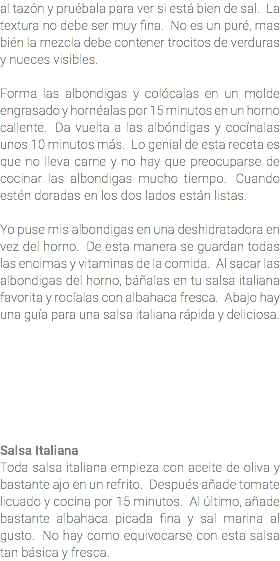 al tazón y pruébala para ver si está bien de sal. La
textura no debe ser muy fina. No es un puré, mas
bién la mezcla debe contener trocitos de verduras
y nueces visibles.
Forma las albondigas y colócalas en un molde
engrasado y hornéalas por 15 minutos en un horno
caliente. Da vuelta a las albóndigas y cocínalas
unos 10 minutos más. Lo genial de esta receta es
que no lleva carne y no hay que preocuparse de
cocinar las albondigas mucho tiempo. Cuando
estén doradas en los dos lados están listas.
Yo puse mis albondigas en una deshidratadora en
vez del horno. De esta manera se guardan todas
las encimas y vitaminas de la comida. Al sacar las
albondigas del horno, báñalas en tu salsa italiana
favorita y rocíalas con albahaca fresca. Abajo hay
una guía para una salsa italiana rápida y deliciosa.
Salsa Italiana
Toda salsa italiana empieza con aceite de oliva y
bastante ajo en un refrito. Después añade tomate
licuado y cocina por 15 minutos. Al último, añade
bastante albahaca picada fina y sal marina al
gusto. No hay como equivocarse con esta salsa
tan básica y fresca.